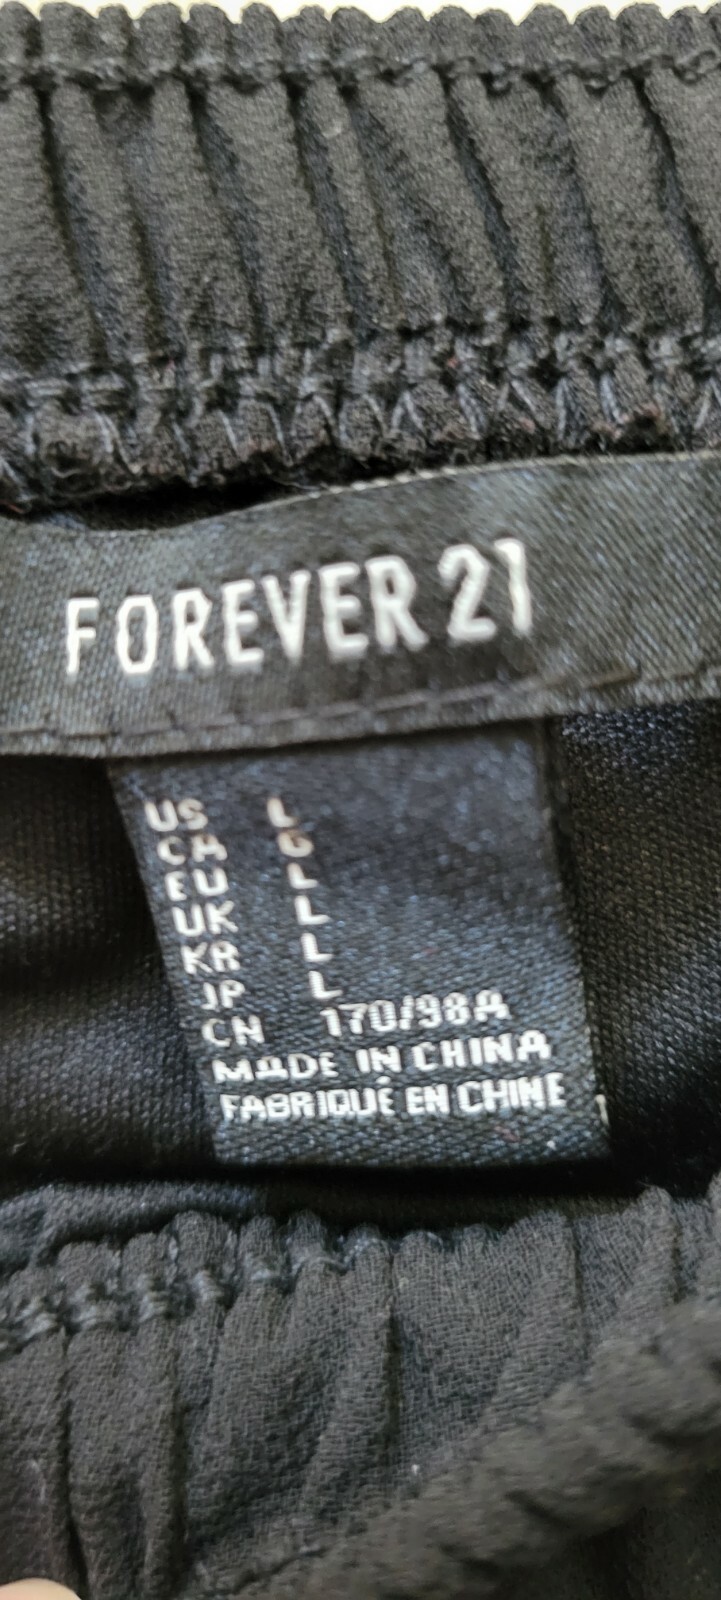 FOREVER 21
US L
CA G
EU L
UK L
KR L
JP L
CN 170/98A
MADE IN CHINA
FABRIQUÉ EN CHINE